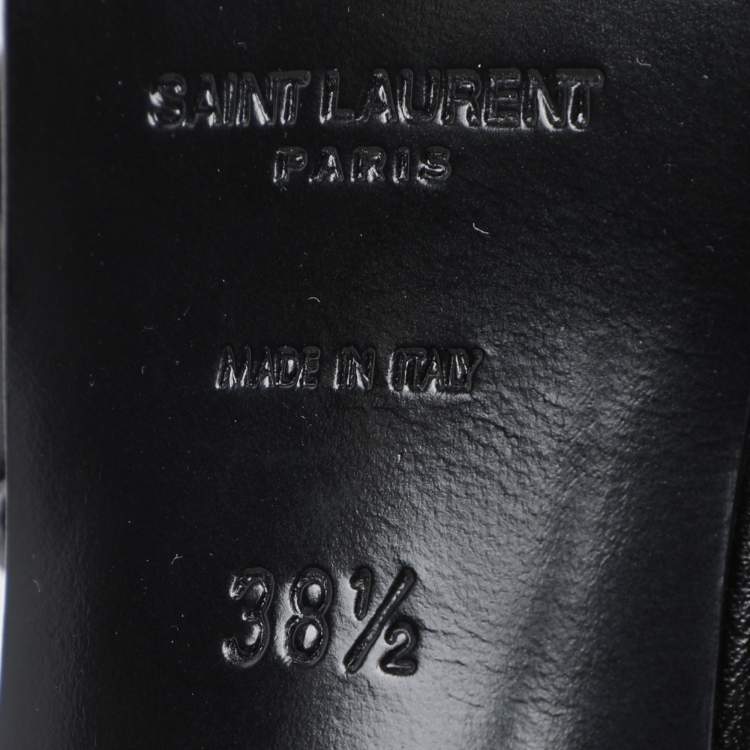 SAINT LAURENT
PARIS
MADE IN ITALY
38½